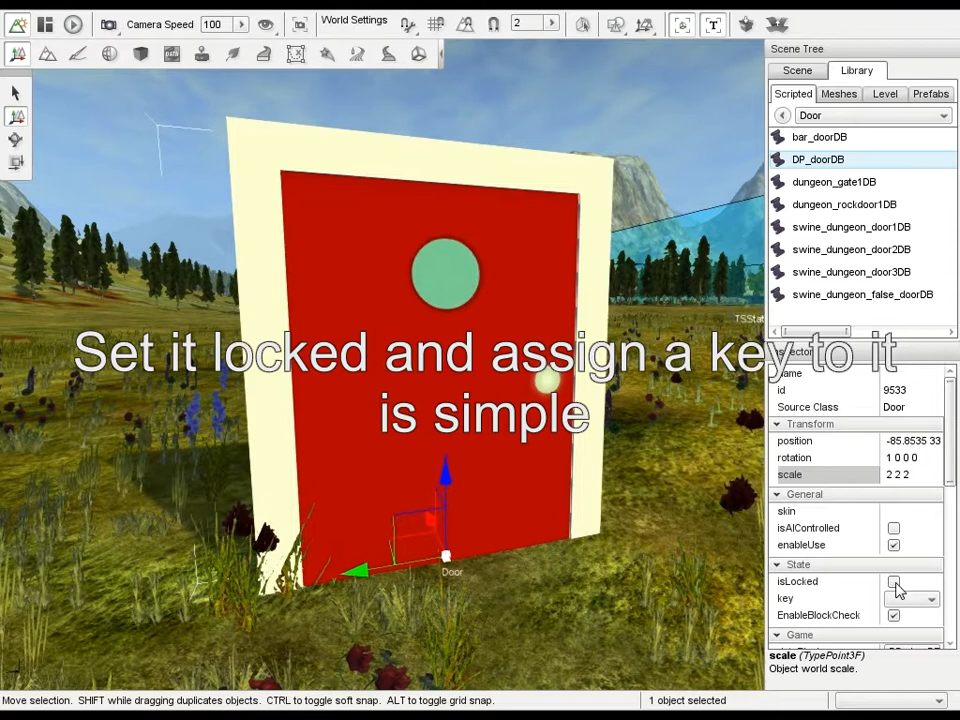 Camera Speed 100
World Settings
2
Scene Tree
Scene Library
Scripted Meshes Level Prefabs
Door
bar_doorDB
DP_doorDB
dungeon_gate1DB
dungeon_rockdoor1DB
swine_dungeon_door1DB
swine_dungeon_door2DB
swine_dungeon_door3DB
swine_dungeon_false_doorDB
TSStat
Set it locked and assign a key to it
is simple
name
id 9533
Source Class Door
Transform
position -85.8535 33
rotation 1 0 0 0
scale 2 2 2
General
skin
isAIControlled
enableUse
State
isLocked
key
EnableBlockCheck
Game
Door
scale (TypePoint3F)
Object world scale.
Move selection. SHIFT while dragging duplicates objects. CTRL to toggle soft snap. ALT to toggle grid snap.
1 object selected